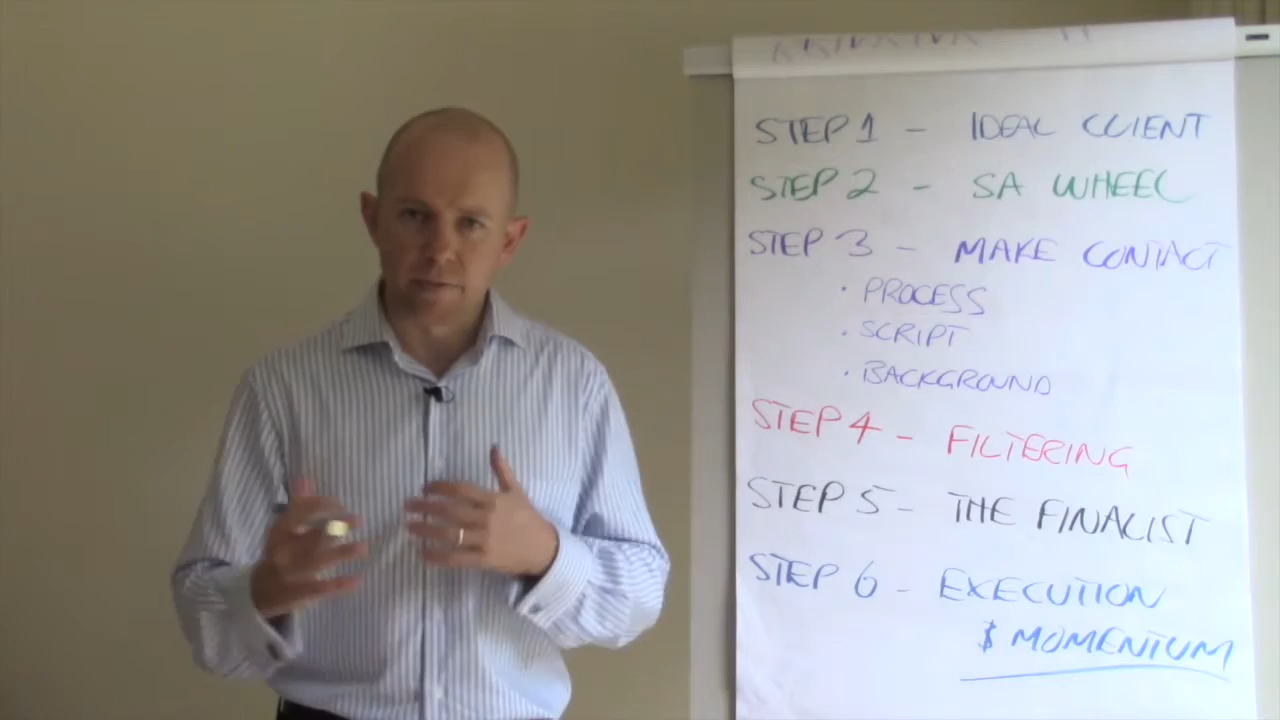 STEP 1 - IDEAL CLIENT
STEP 2 - SA WHEEL
STEP 3 - MAKE CONTACT
• PROCESS
• SCRIPT
• BACKGROUND
STEP 4 - FILTERING
STEP 5 - THE FINALIST
STEP 6 - EXECUTION
$ MOMENTUM